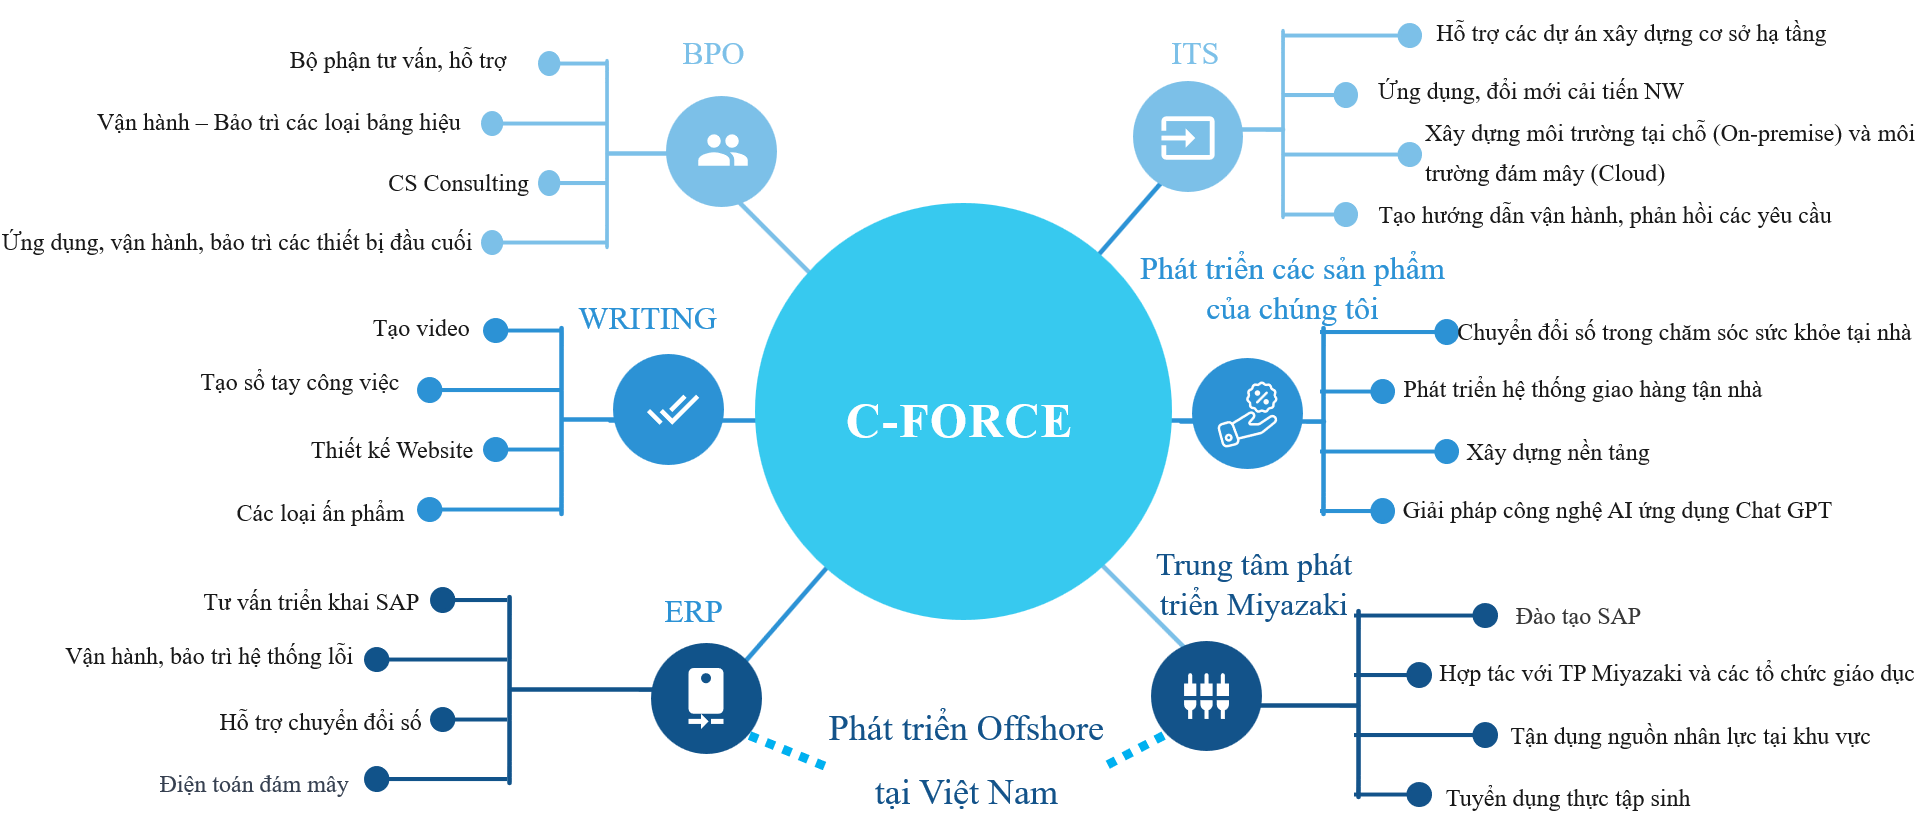 BPO
Bộ phận tư vấn, hỗ trợ
Vận hành – Bảo trì các loại bảng hiệu
CS Consulting
Ứng dụng, vận hành, bảo trì các thiết bị đầu cuối
WRITING
Tạo video
Tạo sổ tay công việc
Thiết kế Website
Các loại ấn phẩm
ERP
Tư vấn triển khai SAP
Vận hành, bảo trì hệ thống lỗi
Hỗ trợ chuyển đổi số
Điện toán đám mây
C-FORCE
Phát triển Offshore
tại Việt Nam
ITS
Hỗ trợ các dự án xây dựng cơ sở hạ tầng
Ứng dụng, đổi mới cải tiến NW
Xây dựng môi trường tại chỗ (On-premise) và môi
trường đám mây (Cloud)
Tạo hướng dẫn vận hành, phản hồi các yêu cầu
Phát triển các sản phẩm
của chúng tôi
Chuyển đổi số trong chăm sóc sức khỏe tại nhà
Phát triển hệ thống giao hàng tận nhà
Xây dựng nền tảng
Giải pháp công nghệ AI ứng dụng Chat GPT
Trung tâm phát
triển Miyazaki
Đào tạo SAP
Hợp tác với TP Miyazaki và các tổ chức giáo dục
Tận dụng nguồn nhân lực tại khu vực
Tuyển dụng thực tập sinh